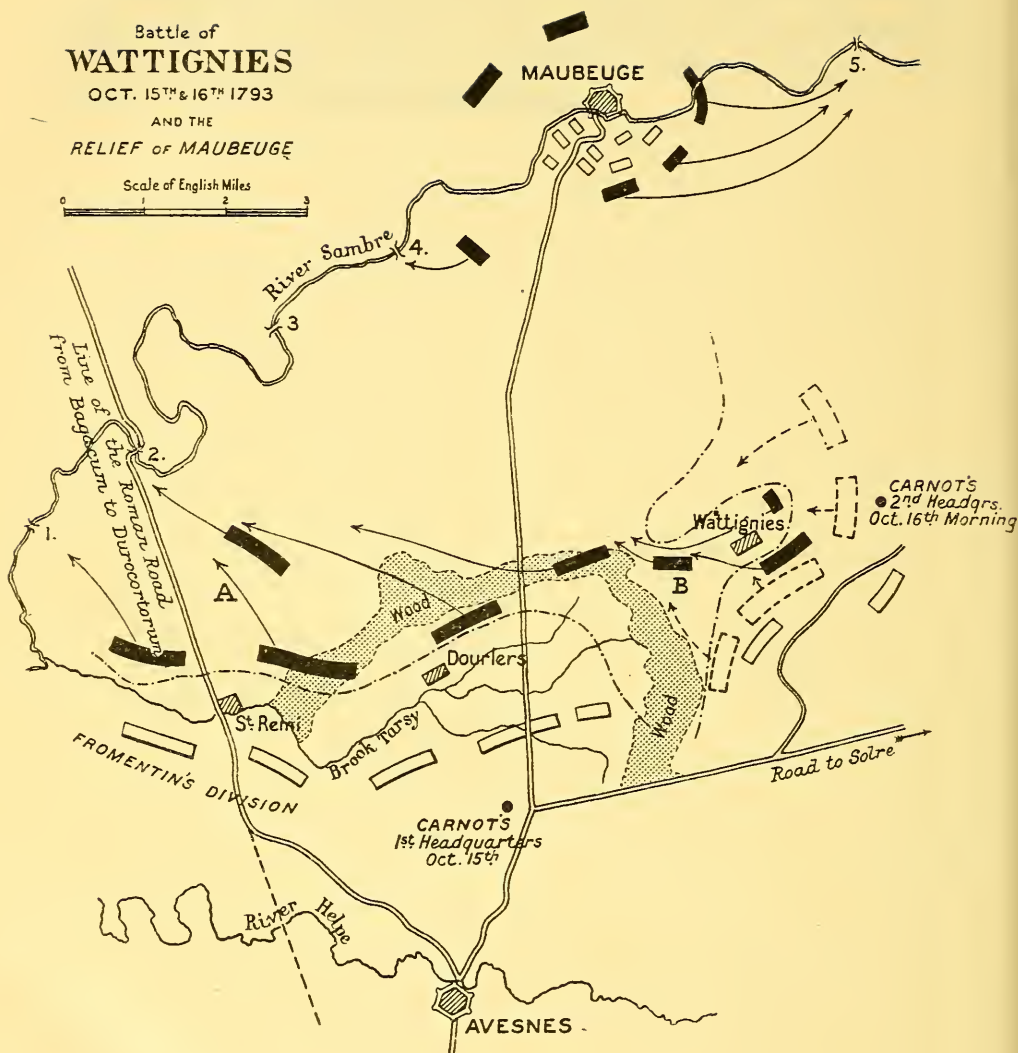 Battle of
WATTIGNIES
OCT. 15TH & 16TH 1793
AND THE
RELIEF OF MAUBEUGE
Scale of English Miles
0 1 2 3
MAUBEUGE
5.
River Sambre
4.
3
Line of the Roman Road
from Bagacum to Durocortorum
2.
1.
CARNOT'S
2nd Headqrs.
Oct. 16th Morning
Wattignies
A
B
Wood
Dourlers
Wood
St. Remi
Brook Tarsy
FROMENTIN'S DIVISION
Road to Solre
CARNOT'S
1st Headquarters
Oct. 15th
River Helpe
AVESNES